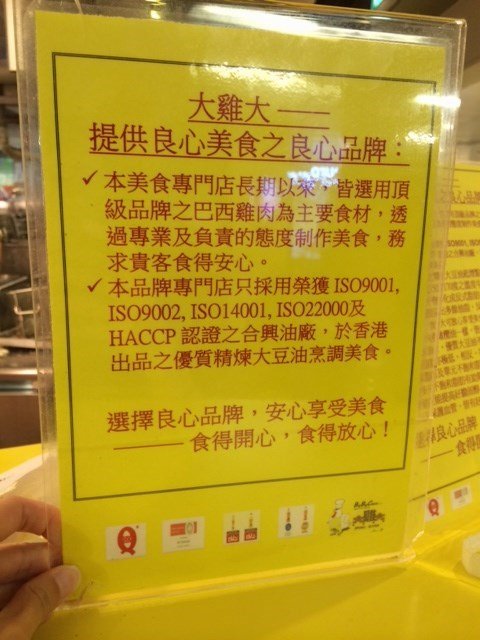 大雞大 ——
提供良心美食之良心品牌：
✓ 本美食專門店長期以來，皆選用頂
級品牌之巴西雞肉為主要食材，透
過專業及負責的態度制作美食，務
求貴客食得安心。
✓ 本品牌專門店只採用榮獲 ISO9001,
ISO9002, ISO14001, ISO22000及
HACCP 認證之合興油廠，於香港
出品之優質精煉大豆油烹調美食。
選擇良心品牌，安心享受美食
——— 食得開心，食得放心！
Q